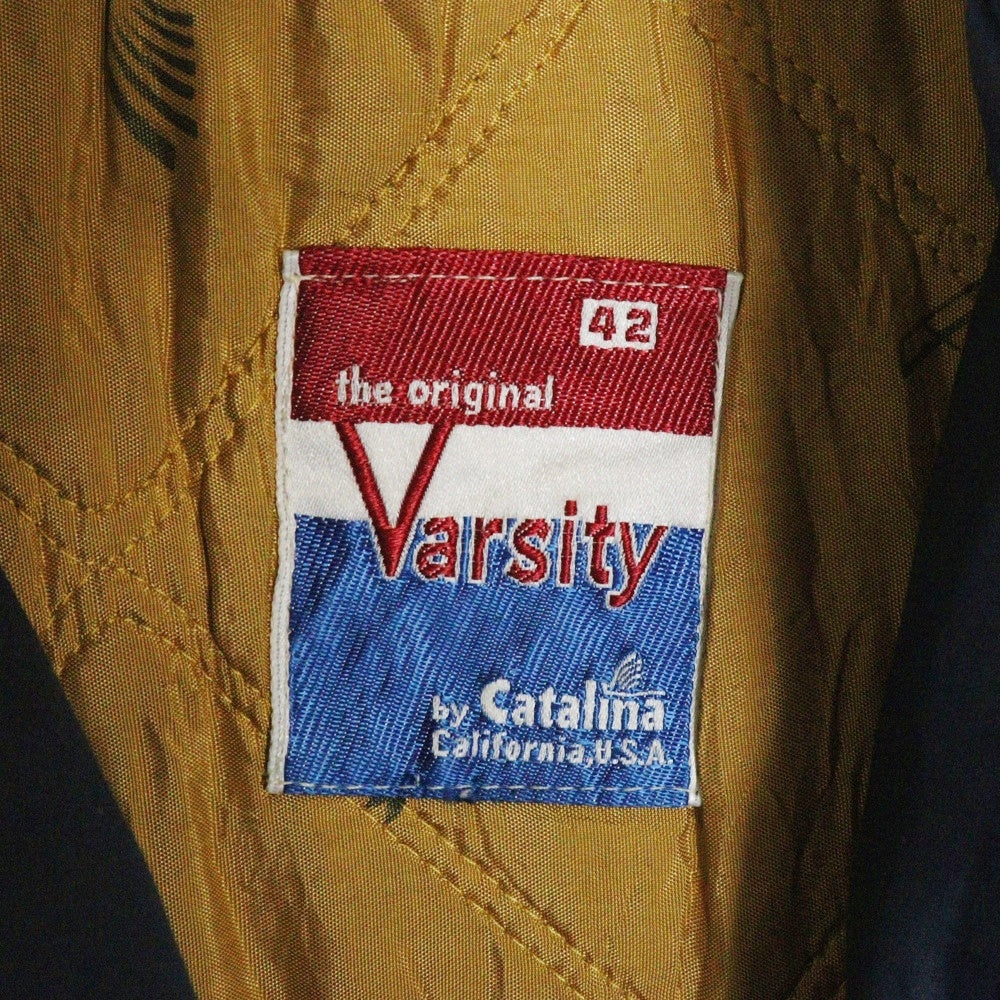 42
the original
Varsity
by Catalina
California, U.S.A.